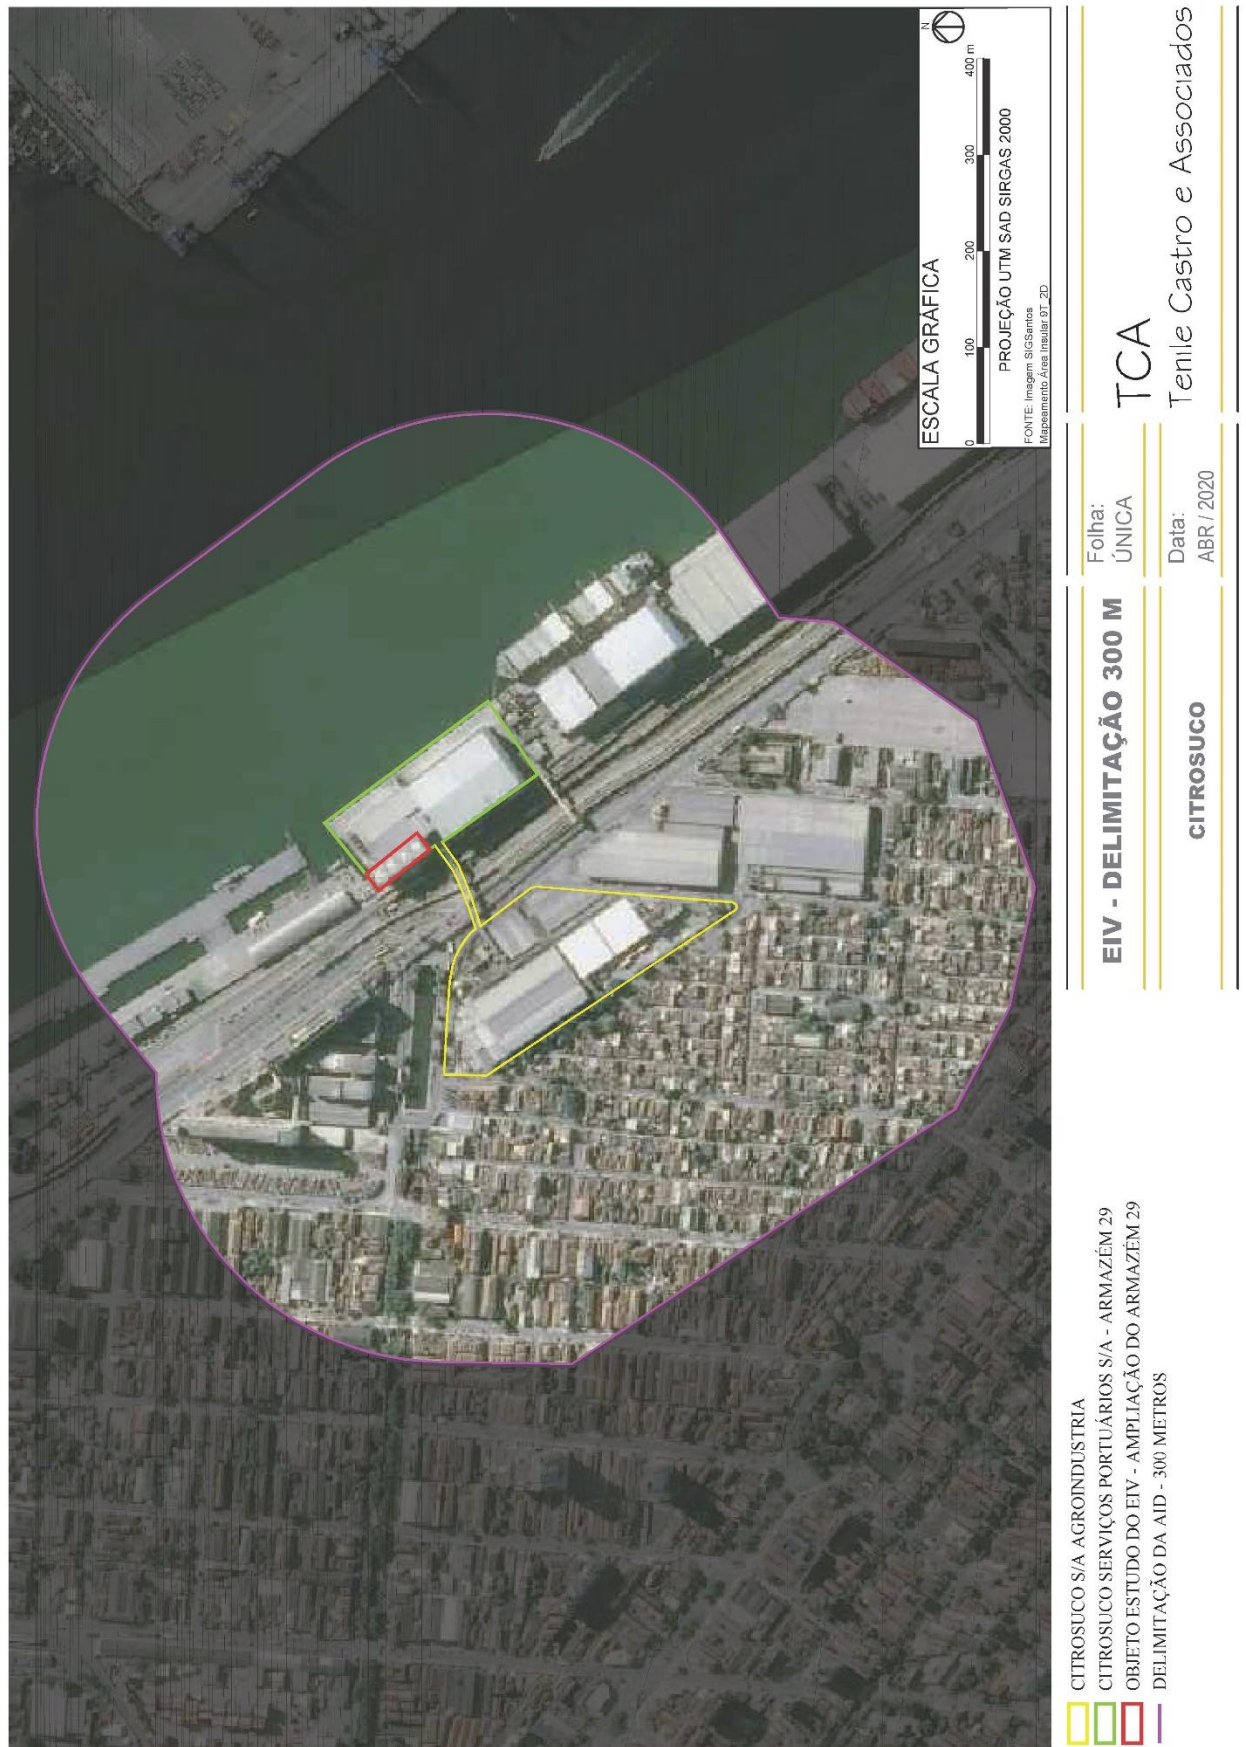 N
ESCALA GRÁFICA
0 100 200 300 400 m
PROJEÇÃO UTM SAD SIRGAS 2000
FONTE: Imagem SIGSantos
Mapeamento Área Insular 9T_2D
CITROSUCO S/A AGROINDUSTRIA
CITROSUCO SERVIÇOS PORTUÁRIOS S/A - ARMAZÉM 29
OBJETO ESTUDO DO EIV - AMPLIAÇÃO DO ARMAZÉM 29
DELIMITAÇÃO DA AID - 300 METROS
EIV - DELIMITAÇÃO 300 M
CITROSUCO
Folha:
ÚNICA
Data:
ABR / 2020
TCA
Tenile Castro e Associados